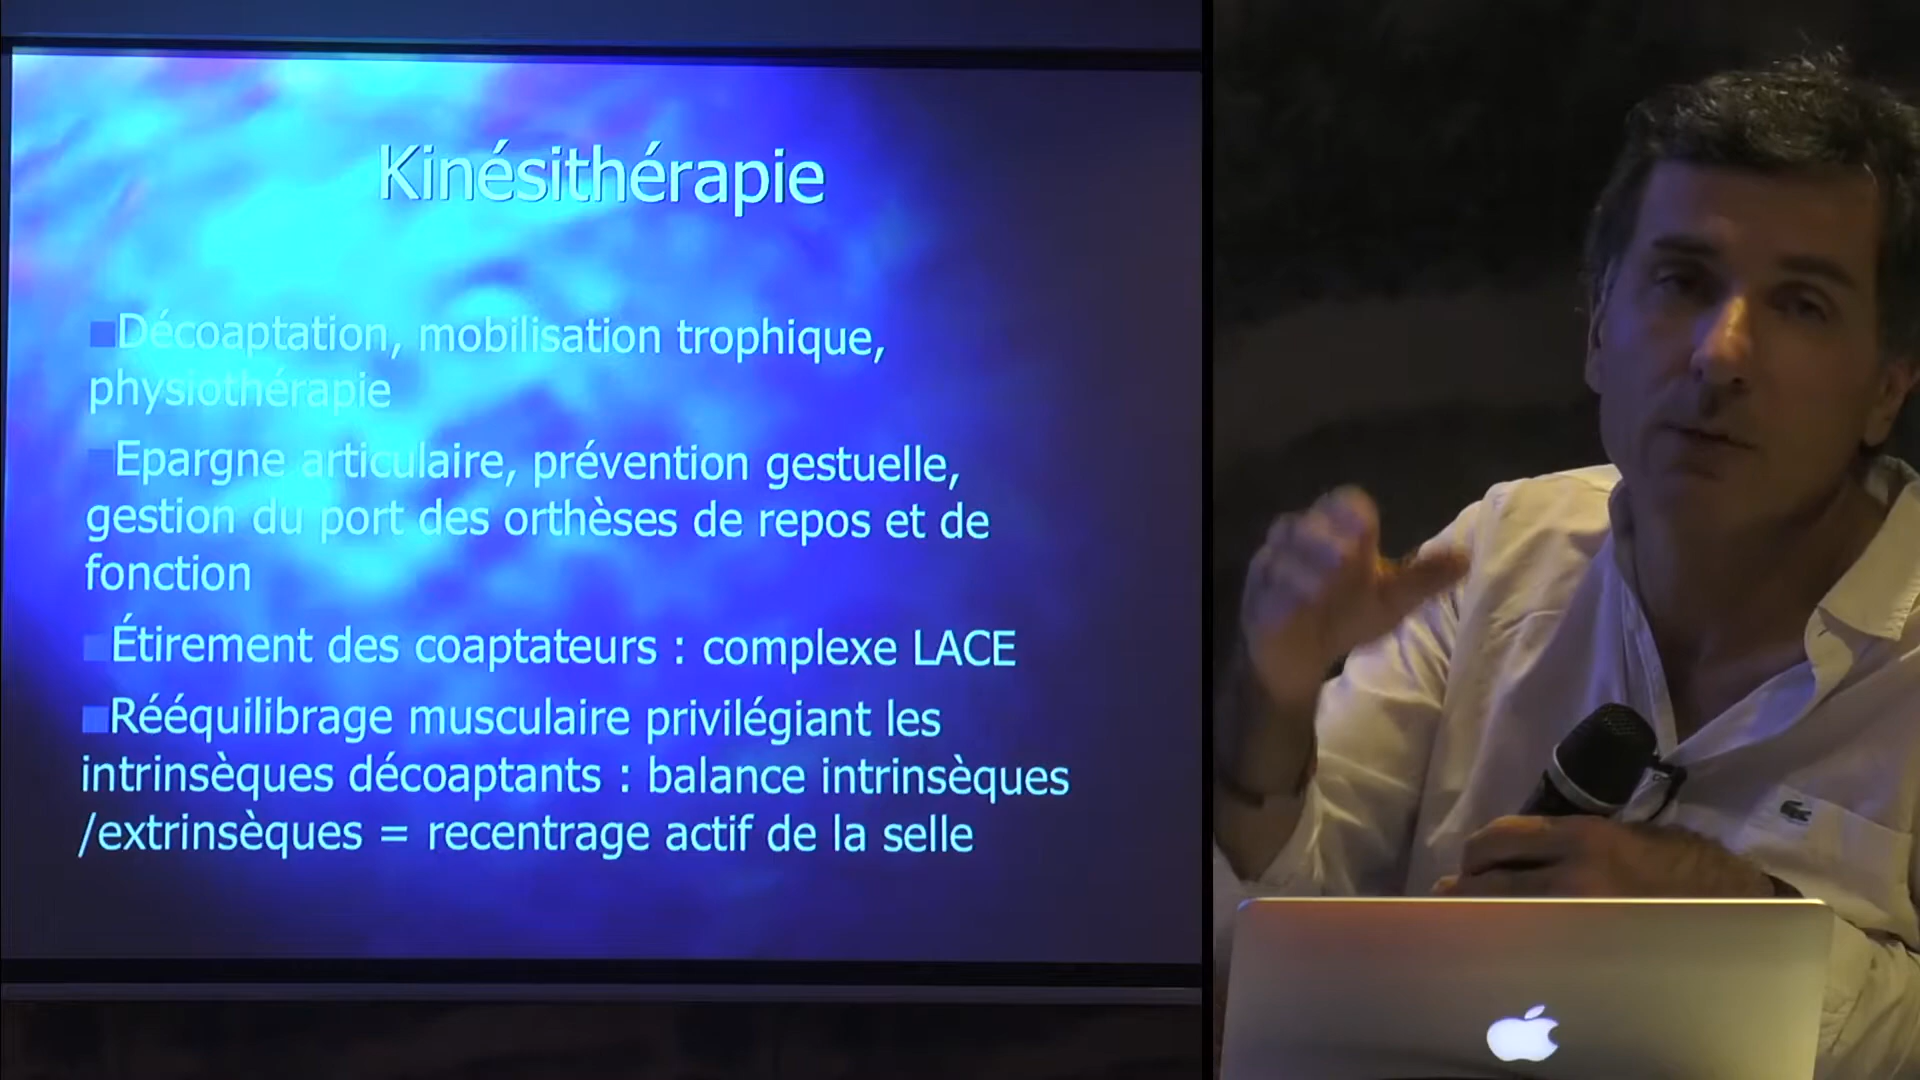 Kinésithérapie
Décoaptation, mobilisation trophique,
physiothérapie
Epargne articulaire, prévention gestuelle,
gestion du port des orthèses de repos et de
fonction
Étirement des coaptateurs : complexe LACE
Rééquilibrage musculaire privilégiant les
intrinsèques décoaptants : balance intrinsèques
/extrinsèques = recentrage actif de la selle